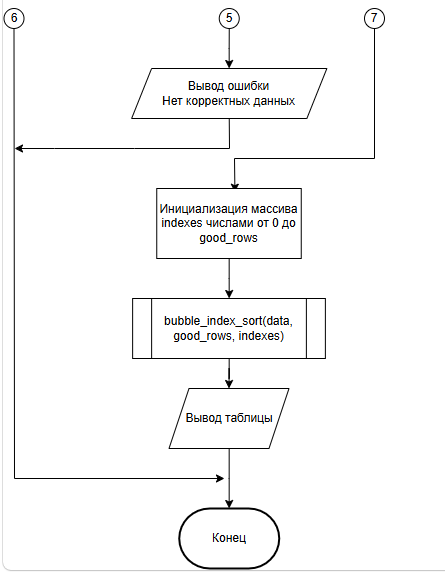 6
5
7
Вывод ошибки
Нет корректных данных
Инициализация массива
indexes числами от 0 до
good_rows
bubble_index_sort(data,
good_rows, indexes)
Вывод таблицы
Конец